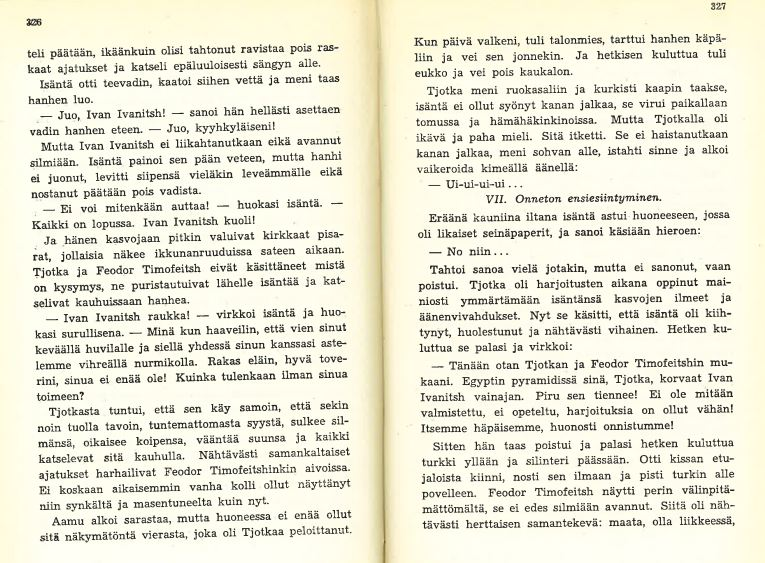 326
teli päätään, ikäänkuin olisi tahtonut ravistaa pois ras-
kaat ajatukset ja katseli epäluuloisesti sängyn alle.
Isäntä otti teevadin, kaatoi siihen vettä ja meni taas
hanhen luo.
— Juo, Ivan Ivanitsh! — sanoi hän hellästi asettaen
vadin hanhen eteen. — Juo, kyyhkyläiseni!
Mutta Ivan Ivanitsh ei liikahtanutkaan eikä avannut
silmiään. Isäntä painoi sen pään veteen, mutta hanhi
ei juonut, levitti siipensä vieläkin leveämmälle eikä
nostanut päätään pois vadista.
— Ei voi mitenkään auttaa! — huokasi isäntä. —
Kaikki on lopussa. Ivan Ivanitsh kuoli!
Ja hänen kasvojaan pitkin valuivat kirkkaat pisa-
rat, jollaisia näkee ikkunanruuduissa sateen aikaan.
Tjotka ja Feodor Timofeitsh eivät käsittäneet mistä
on kysymys, ne puristautuivat lähelle isäntää ja kat-
selivat kauhuissaan hanhea.
— Ivan Ivanitsh raukka! — virkkoi isäntä ja huo-
kasi surullisena. — Minä kun haaveilin, että vien sinut
keväällä huvilalle ja siellä yhdessä sinun kanssasi aste-
lemme vihreällä nurmikolla. Rakas eläin, hyvä tove-
rini, sinua ei enää ole! Kuinka tulenkaan ilman sinua
toimeen?
Tjotkasta tuntui, että sen käy samoin, että sekin
noin tuolla tavoin, tuntemattomasta syystä, sulkee sil-
mänsä, oikaisee koipensa, vääntää suunsa ja kaikki
katselevat sitä kauhulla. Nähtävästi samankaltaiset
ajatukset harhailivat Feodor Timofeitshinkin aivoissa.
Ei koskaan aikaisemmin vanha kolli ollut näyttänyt
niin synkältä ja masentuneelta kuin nyt.
Aamu alkoi sarastaa, mutta huoneessa ei enää ollut
sitä näkymätöntä vierasta, joka oli Tjotkaa peloittanut.
327
Kun päivä valkeni, tuli talonmies, tarttui hanhen käpä-
liin ja vei sen jonnekin. Ja hetkisen kuluttua tuli
eukko ja vei pois kaukalon.
Tjotka meni ruokasaliin ja kurkisti kaapin taakse,
isäntä ei ollut syönyt kanan jalkaa, se virui paikallaan
tomussa ja hämähäkinkinoissa. Mutta Tjotkalla oli
ikävä ja paha mieli. Sitä itketti. Se ei haistanutkaan
kanan jalkaa, meni sohvan alle, istahti sinne ja alkoi
vaikeroida kimeällä äänellä:
— Ui-ui-ui-ui ...
VII. Onneton ensiesiintyminen.
Eräänä kauniina iltana isäntä astui huoneeseen, jossa
oli likaiset seinäpaperit, ja sanoi käsiään hieroen:
— No niin ...
Tahtoi sanoa vielä jotakin, mutta ei sanonut, vaan
poistui. Tjotka oli harjoitusten aikana oppinut mai-
niosti ymmärtämään isäntänsä kasvojen ilmeet ja
äänenvivahdukset. Nyt se käsitti, että isäntä oli kiih-
tynyt, huolestunut ja nähtävästi vihainen. Hetken ku-
luttua se palasi ja virkkoi:
— Tänään otan Tjotkan ja Feodor Timofeitshin mu-
kaani. Egyptin pyramidissä sinä, Tjotka, korvaat Ivan
Ivanitsh vainajan. Piru sen tiennee! Ei ole mitään
valmistettu, ei opeteltu, harjoituksia on ollut vähän!
Itsemme häpäisemme, huonosti onnistumme!
Sitten hän taas poistui ja palasi hetken kuluttua
turkki yllään ja silinteri päässään. Otti kissan etu-
jaloista kiinni, nosti sen ilmaan ja pisti turkin alle
povelleen. Feodor Timofeitsh näytti perin välinpitä-
mättömältä, se ei edes silmiään avannut. Siitä oli näh-
tävästi herttaisen samantekevä: maata, olla liikkeessä,